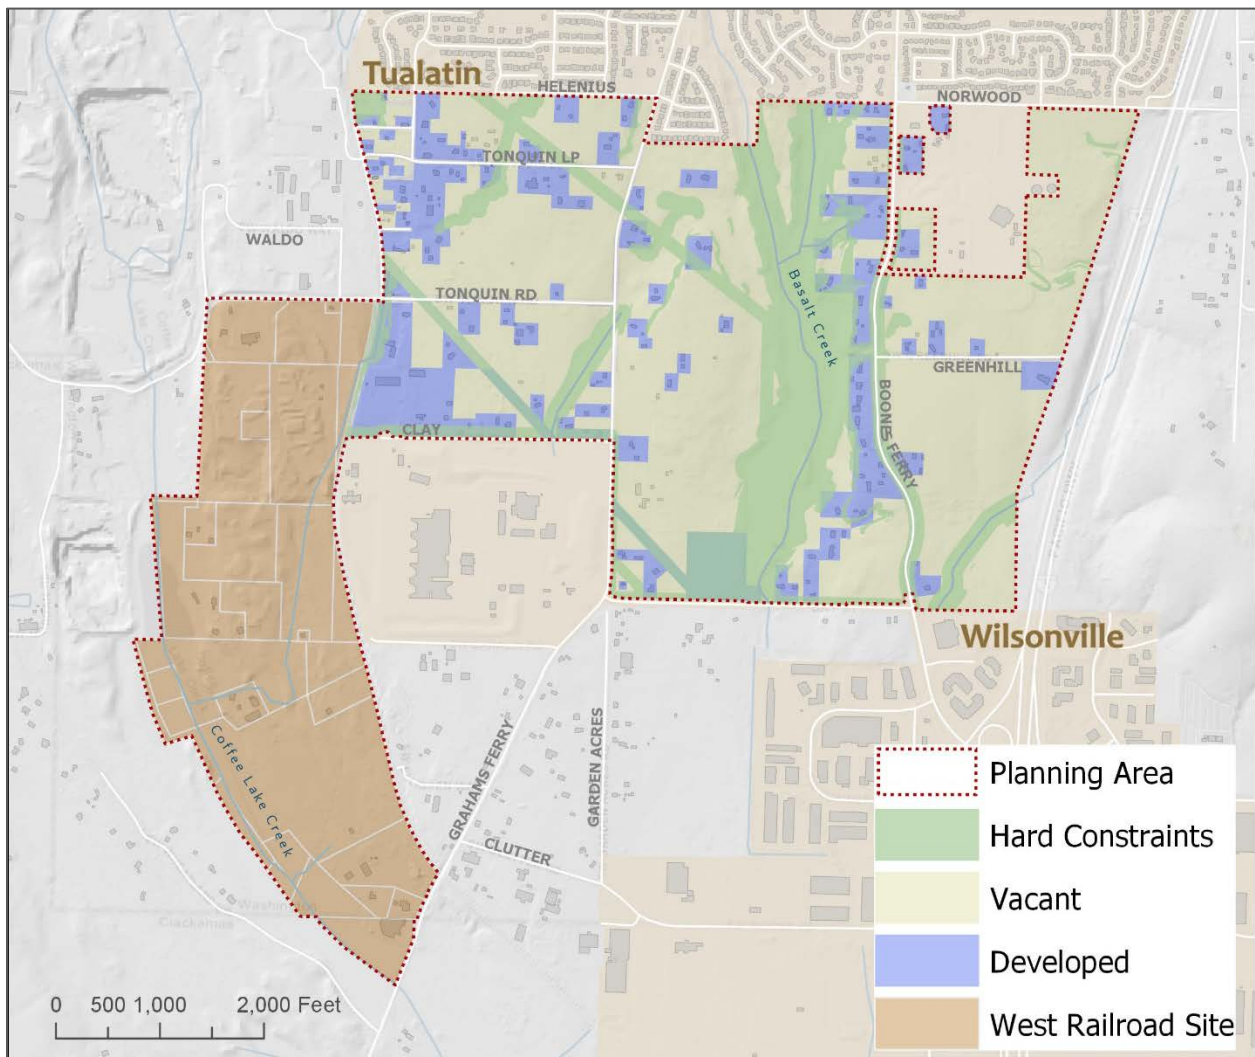 Tualatin
HELENIUS
NORWOOD
TONQUIN LP
WALDO
TONQUIN RD
Basalt Creek
GREENHILL
BOONES FERRY
CLAY
Wilsonville
Coffee Lake Creek
GRAHAMS FERRY
GARDEN ACRES
CLUTTER
Washington
Clackamas
Planning Area
Hard Constraints
Vacant
Developed
West Railroad Site
0 500 1,000 2,000 Feet